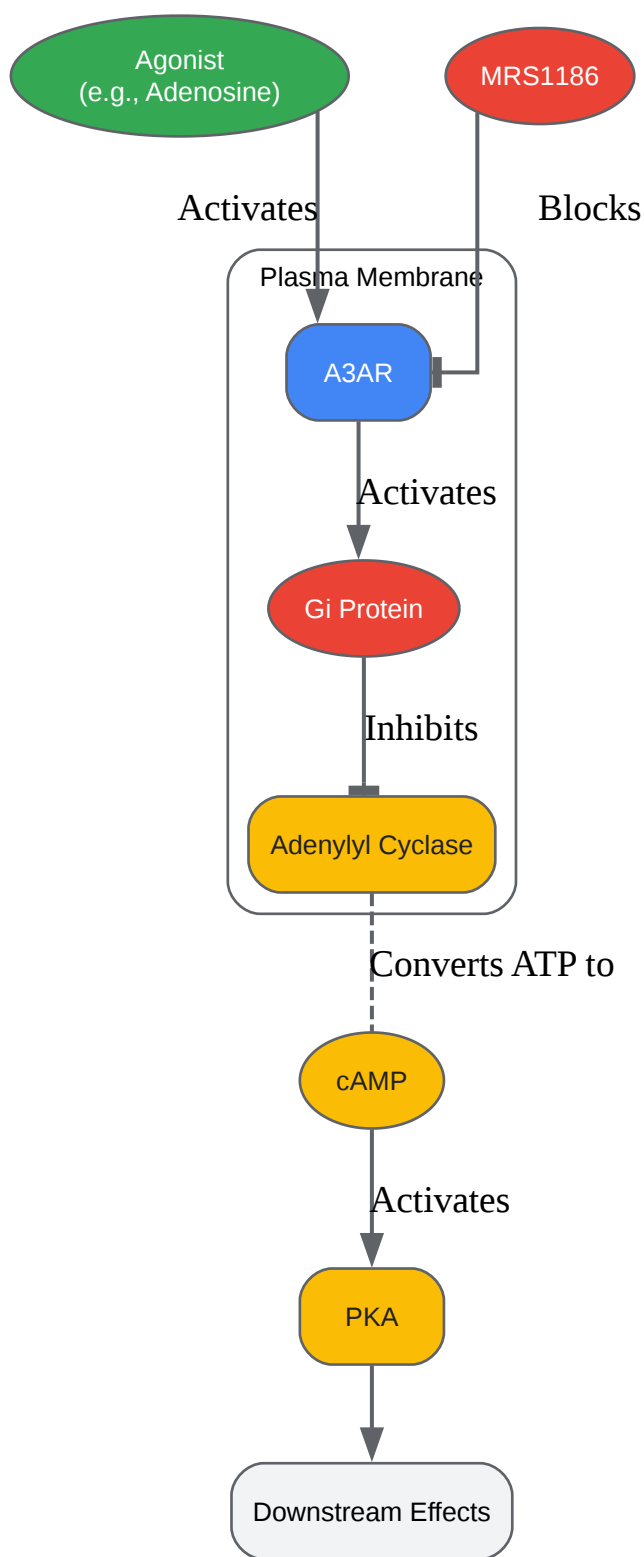 Agonist
(e.g., Adenosine)
MRS1186
Activates
Blocks
Plasma Membrane
A3AR
Activates
Gi Protein
Inhibits
Adenylyl Cyclase
Converts ATP to
cAMP
Activates
PKA
Downstream Effects